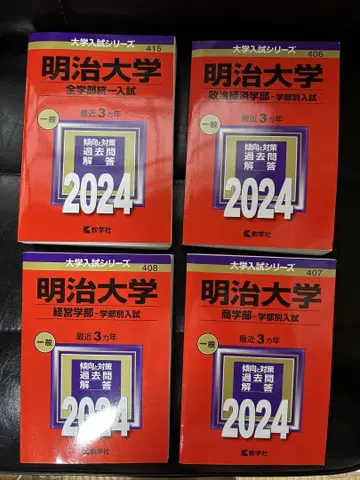 大学入試シリーズ
415
明治大学
全学部統一入試
最近3カ年
一般
傾向と対策
過去問
解答
2024
教学社
大学入試シリーズ
406
明治大学
政治経済学部-学部別入試
最近3カ年
一般
傾向と対策
過去問
解答
2024
教学社
大学入試シリーズ
408
明治大学
経営学部-学部別入試
最近3カ年
一般
傾向と対策
過去問
解答
2024
教学社
大学入試シリーズ
407
明治大学
商学部-学部別入試
最近3カ年
一般
傾向と対策
過去問
解答
2024
教学社